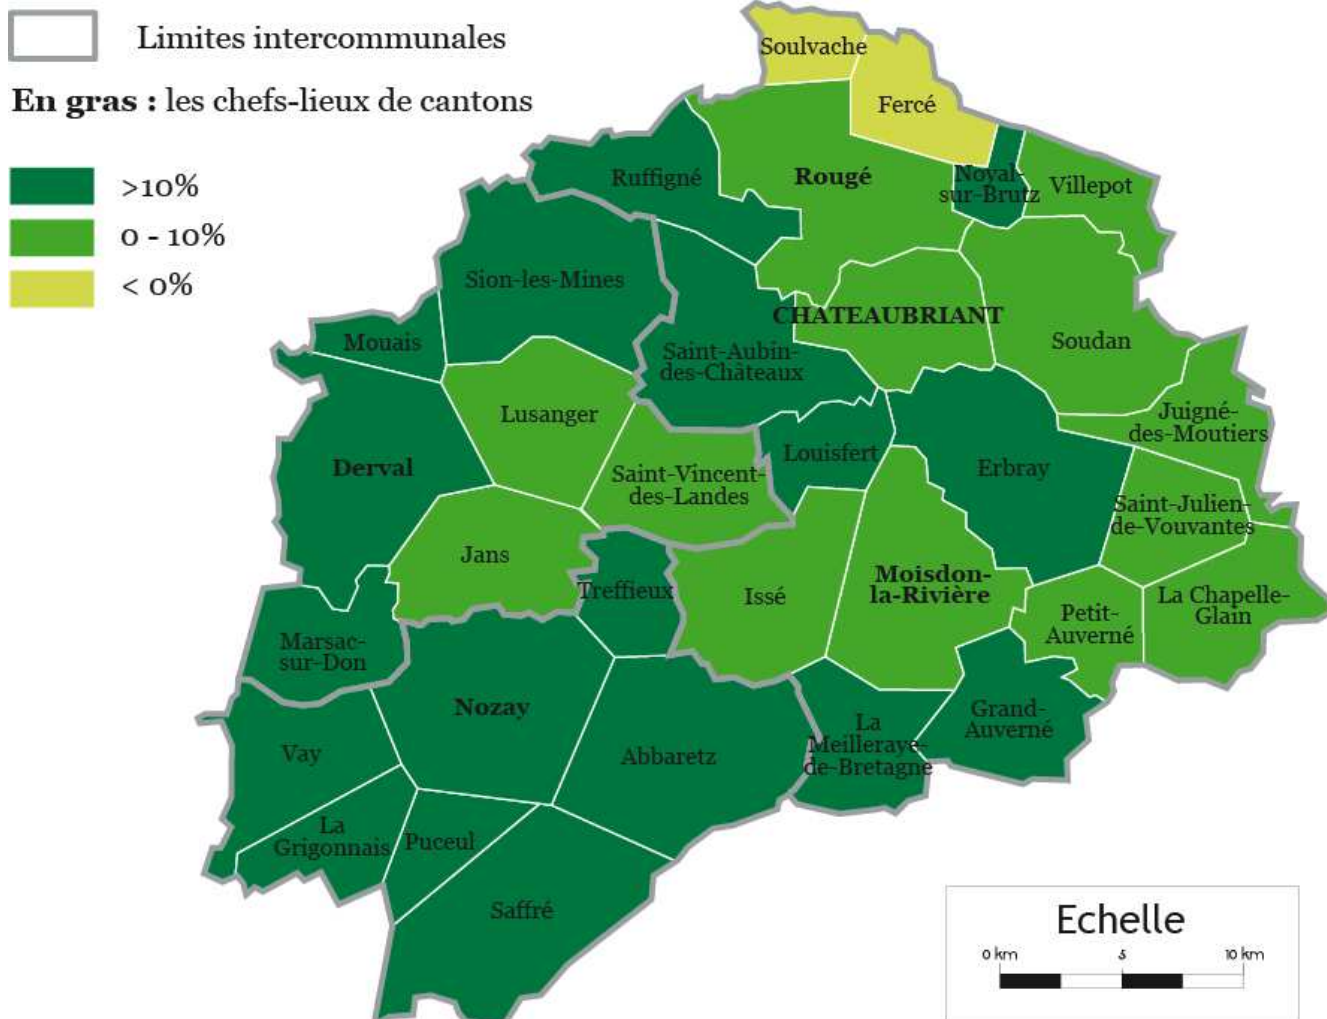 Limites intercommunales
En gras : les chefs-lieux de cantons
>10%
0 - 10%
< 0%
Soulvache
Fercé
Ruffigné
Rougé
Noyal-
sur-Brutz
Villepot
Sion-les-Mines
CHATEAUBRIANT
Mouais
Saint-Aubin-
des-Châteaux
Soudan
Lusanger
Juigné-
des-Moutiers
Derval
Louisfert
Erbray
Saint-Vincent-
des-Landes
Saint-Julien-
de-Vouvantes
Jans
Treffieux
Issé
Moisdon-
la-Rivière
La Chapelle-
Glain
Petit-
Auverné
Marsac-
sur-Don
Nozay
Grand-
Auverné
Vay
Abbaretz
La
Meilleraye-
de-Bretagne
La
Grigonnais
Puceul
Saffré
Echelle
0 km
5
10 km